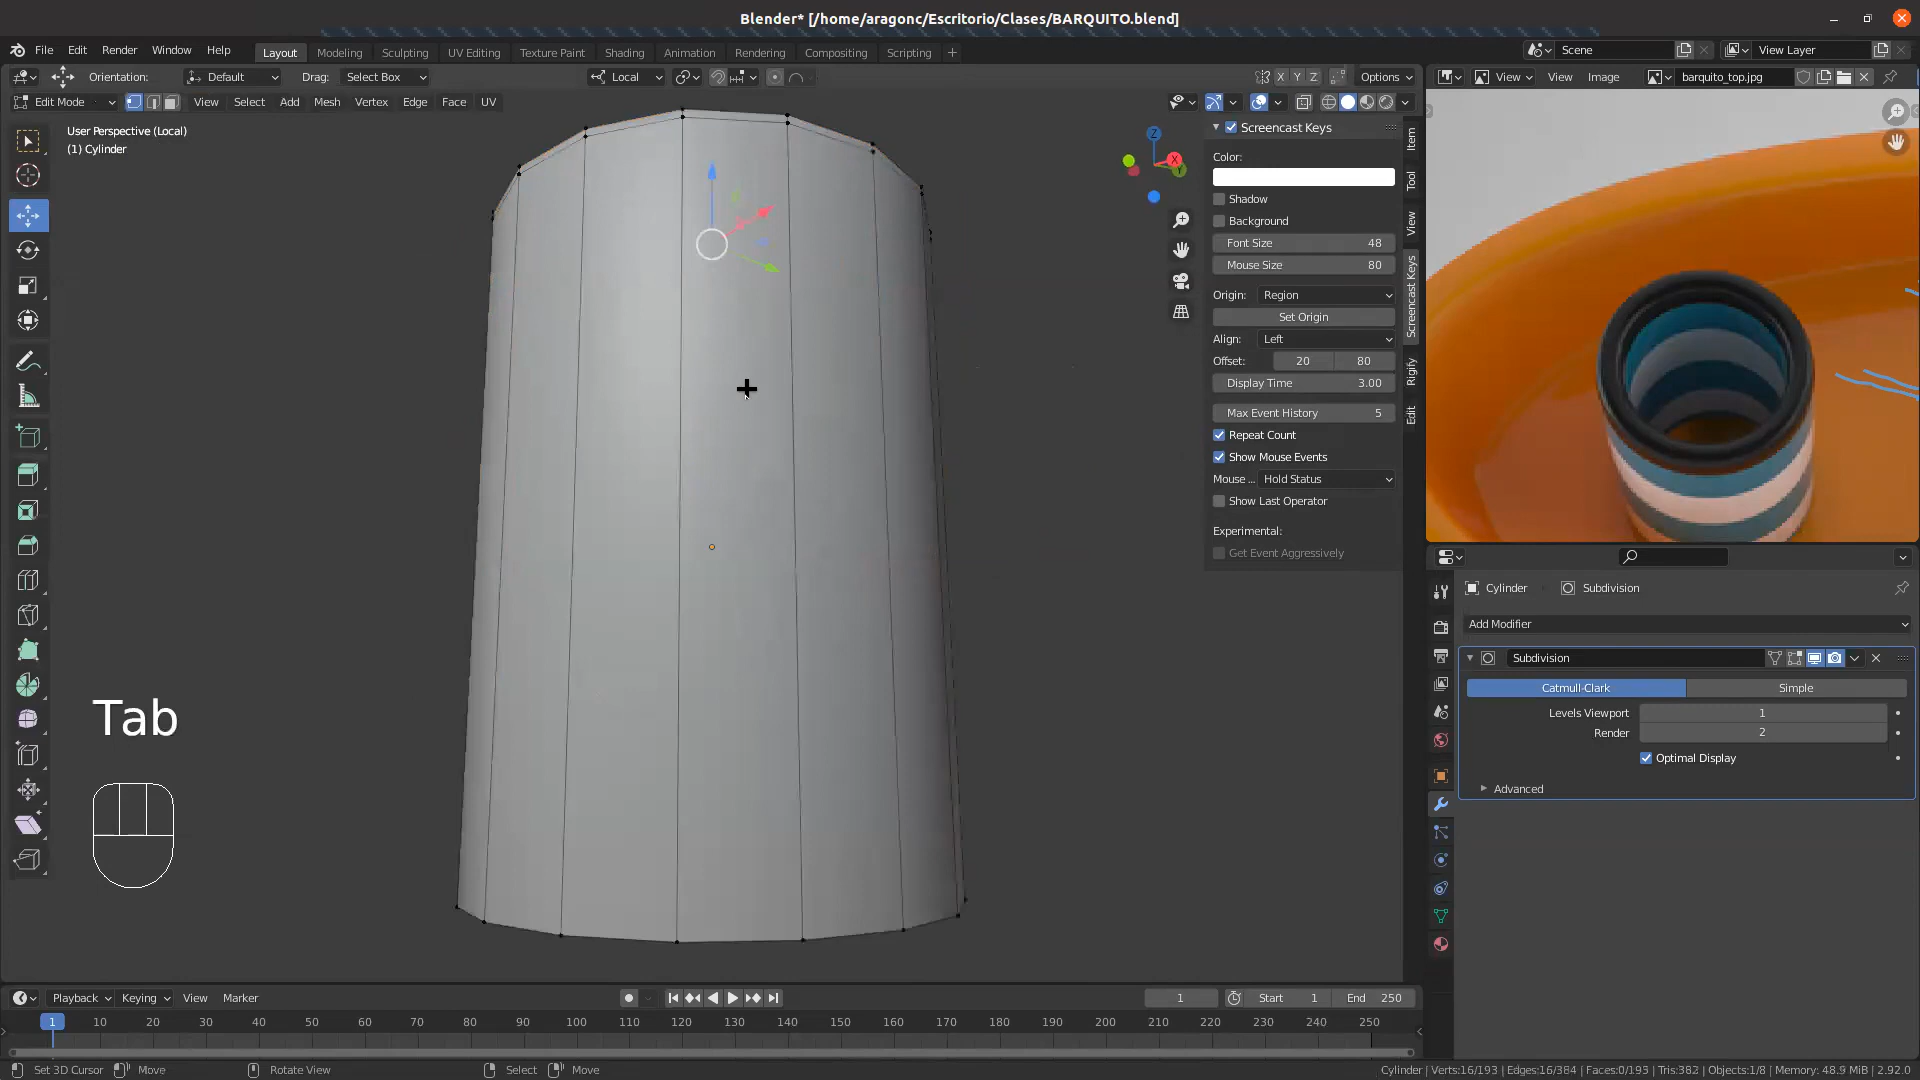 Blender* [/home/aragonc/Escritorio/Clases/BARQUITO.blend]
File Edit Render Window Help
Layout Modeling Sculpting UV Editing Texture Paint Shading Animation Rendering Compositing Scripting +
Scene
View Layer
Orientation: Default Drag: Select Box
Local
X Y Z Options
View View Image barquito_top.jpg
Edit Mode View Select Add Mesh Vertex Edge Face UV
User Perspective (Local)
(1) Cylinder
Z
X
Y
Screencast Keys
Color:
Shadow
Background
Font Size 48
Mouse Size 80
Origin: Region
Set Origin
Align: Left
Offset: 20 80
Display Time 3.00
Max Event History 5
Repeat Count
Show Mouse Events
Mouse ... Hold Status
Show Last Operator
Experimental:
Get Event Aggressively
Item
Tool
View
Screencast Keys
Rigify
Edit
Tab
Cylinder Subdivision
Add Modifier
Subdivision
Catmull-Clark Simple
Levels Viewport 1
Render 2
Optimal Display
Advanced
Playback Keying View Marker
1 Start 1 End 250
1 10 20 30 40 50 60 70 80 90 100 110 120 130 140 150 160 170 180 190 200 210 220 230 240 250
Set 3D Cursor Move Rotate View Select Move
Cylinder | Verts:16/193 | Edges:16/384 | Faces:0/193 | Tris:382 | Objects:1/8 | Memory: 48.9 MiB | 2.92.0